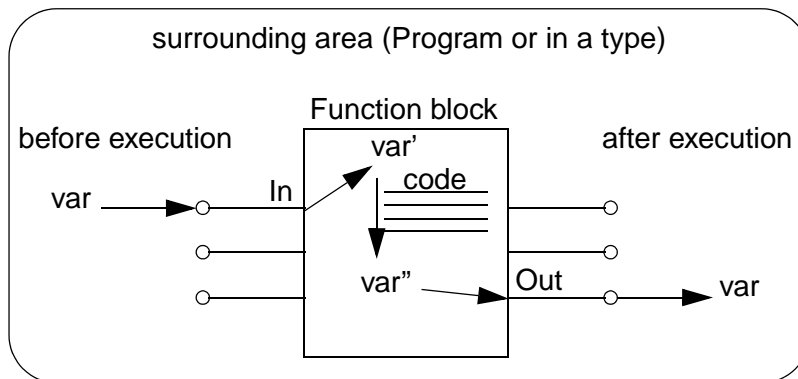 surrounding area (Program or in a type)
Function block
before execution
after execution
var'
code
In
var
var”
Out
var